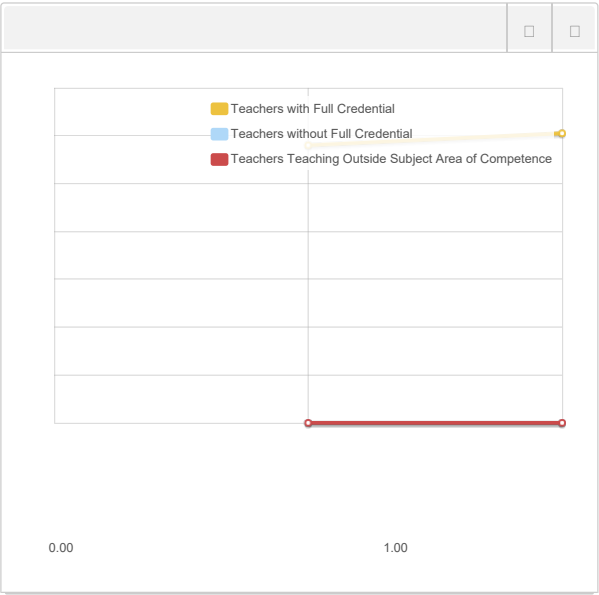 Teachers with Full Credential
Teachers without Full Credential
Teachers Teaching Outside Subject Area of Competence
0.00 1.00